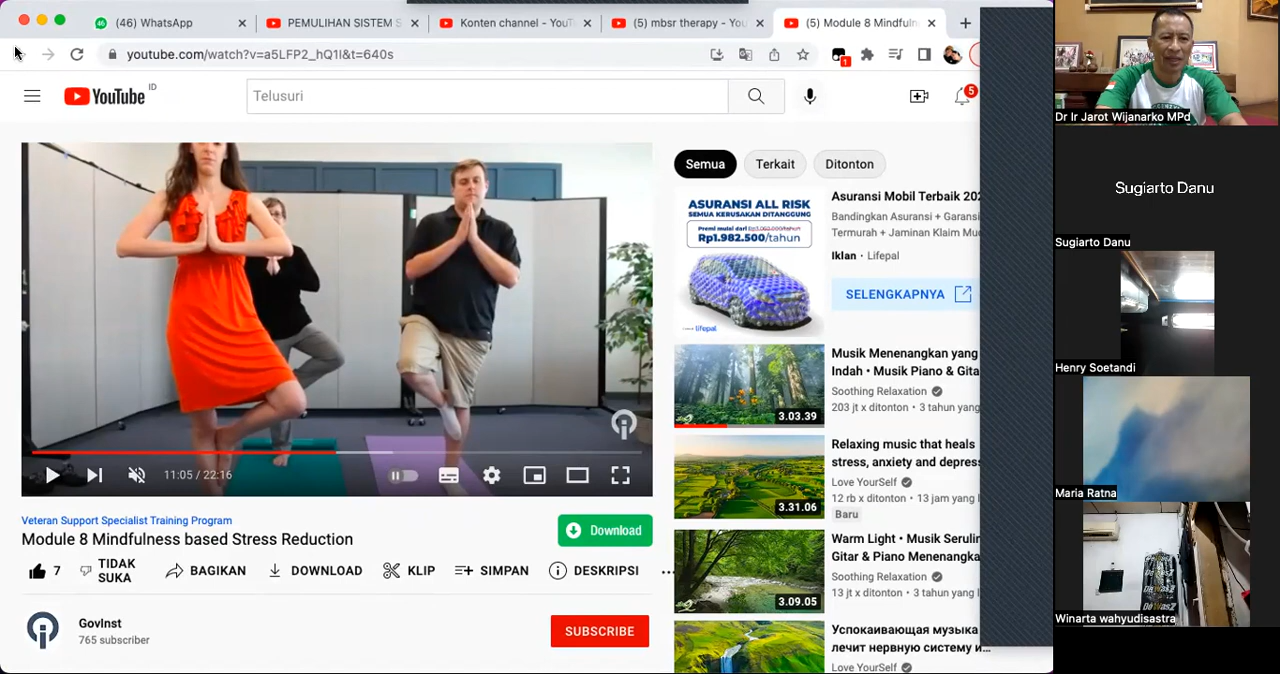 (46) WhatsApp
PEMULIHAN SISTEM S
Konten channel - YouT
(5) mbsr therapy - You
(5) Module 8 Mindfuln
youtube.com/watch?v=a5LFP2_hQ1I&t=640s
1
YouTube ID
Telusuri
5
11:05 / 22:16
Veteran Support Specialist Training Program
Module 8 Mindfulness based Stress Reduction
Download
7
TIDAK
SUKA
BAGIKAN
DOWNLOAD
KLIP
SIMPAN
DESKRIPSI
GovInst
765 subscriber
SUBSCRIBE
Semua
Terkait
Ditonton
ASURANSI ALL RISK
SEMUA KERUSAKAN DITANGGUNG
Rp1.982.500/tahun
lifepal
Asuransi Mobil Terbaik 202
Bandingkan Asuransi + Garansi
Termurah + Jaminan Klaim Mud
Iklan · Lifepal
SELENGKAPNYA
3.03.39
Musik Menenangkan yang
Indah • Musik Piano & Gita
Soothing Relaxation
203 jt x ditonton • 3 tahun yang
3.31.06
Relaxing music that heals
stress, anxiety and depress
Love YourSelf
12 rb x ditonton • 13 jam yang l
Baru
3.09.05
Warm Light • Musik Serulin
Gitar & Piano Menenangka
Soothing Relaxation
13 jt x ditonton • 3 tahun yang l
Успокаивающая музыка
лечит нервную систему и...
Love YourSelf
Dr Ir Jarot Wijanarko MPd
Sugiarto Danu
Sugiarto Danu
Henry Soetandi
Maria Ratna
Winarta wahyudisastra